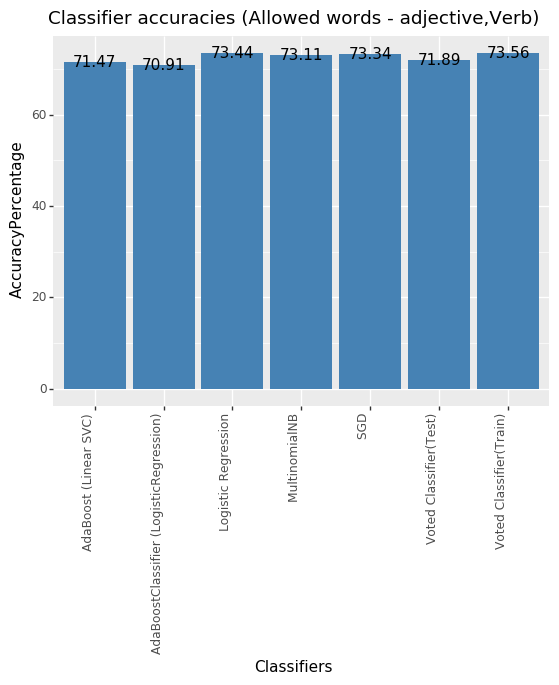 Classifier accuracies (Allowed words - adjective,Verb)
AccuracyPercentage
60
40
20
0
71.47
70.91
73.44
73.11
73.34
71.89
73.56
AdaBoost (Linear SVC)
AdaBoostClassifier (LogisticRegression)
Logistic Regression
MultinomialNB
SGD
Voted Classifier(Test)
Voted Classifier(Train)
Classifiers